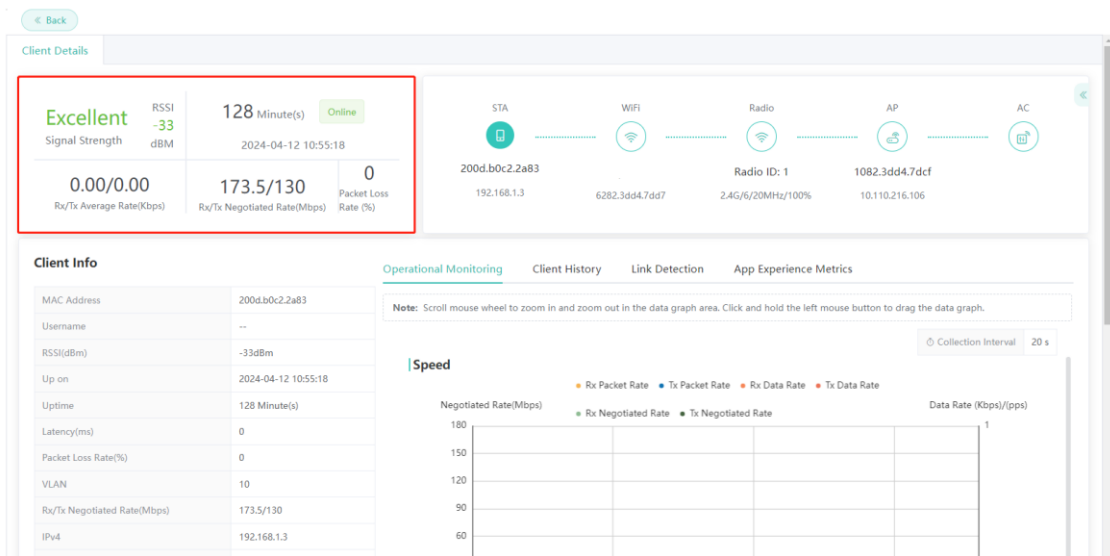 « Back
Client Details
Excellent
Signal Strength
RSSI
-33
dBM
128 Minute(s)
Online
2024-04-12 10:55:18
0.00/0.00
Rx/Tx Average Rate(Kbps)
173.5/130
Rx/Tx Negotiated Rate(Mbps)
0
Packet Loss
Rate (%)
STA
WiFi
Radio
AP
AC
200d.b0c2.2a83
Radio ID: 1
1082.3dd4.7dcf
192.168.1.3
6282.3dd4.7dd7
2.4G/6/20MHz/100%
10.110.216.106
«
Client Info
MAC Address 200d.b0c2.2a83
Username --
RSSI(dBm) -33dBm
Up on 2024-04-12 10:55:18
Uptime 128 Minute(s)
Latency(ms) 0
Packet Loss Rate(%) 0
VLAN 10
Rx/Tx Negotiated Rate(Mbps) 173.5/130
IPv4 192.168.1.3
Operational Monitoring Client History Link Detection App Experience Metrics
Note: Scroll mouse wheel to zoom in and zoom out in the data graph area. Click and hold the left mouse button to drag the data graph.
Collection Interval 20 s
Speed
Rx Packet Rate Tx Packet Rate Rx Data Rate Tx Data Rate
Rx Negotiated Rate Tx Negotiated Rate
Negotiated Rate(Mbps)
Data Rate (Kbps)/(pps)
180
1
150
120
90
60